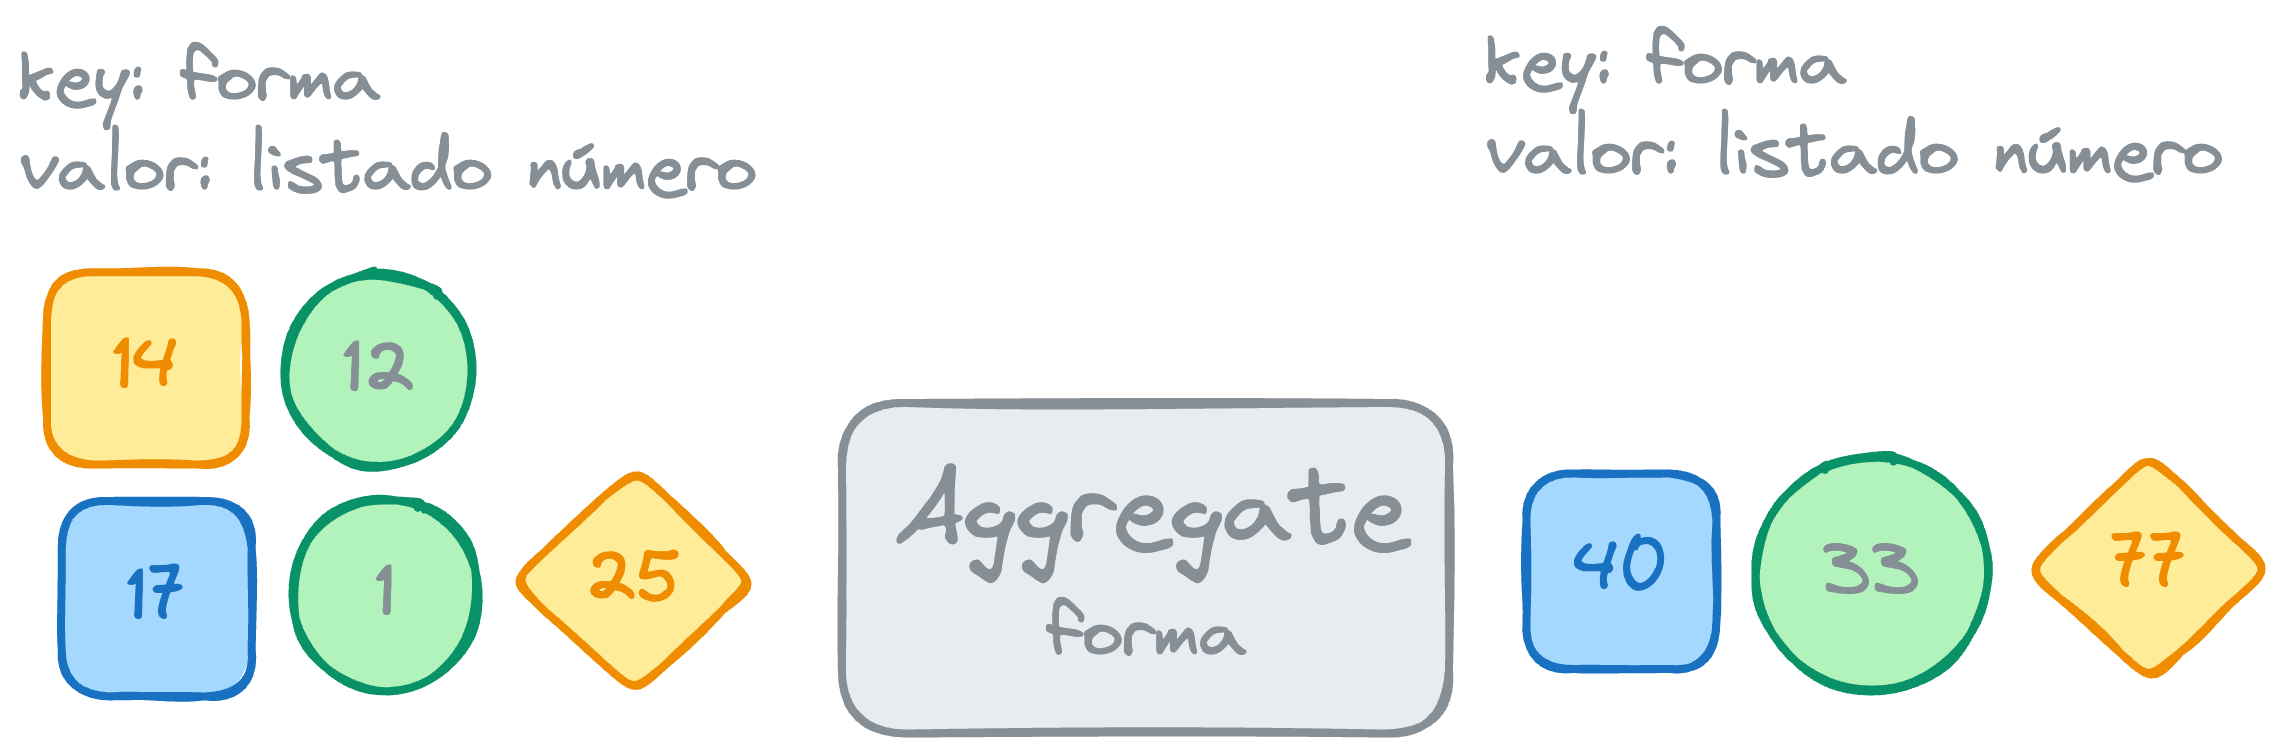 key: forma
valor: listado número
14
12
17
1
25
Aggregate
forma
key: forma
valor: listado número
40
33
77